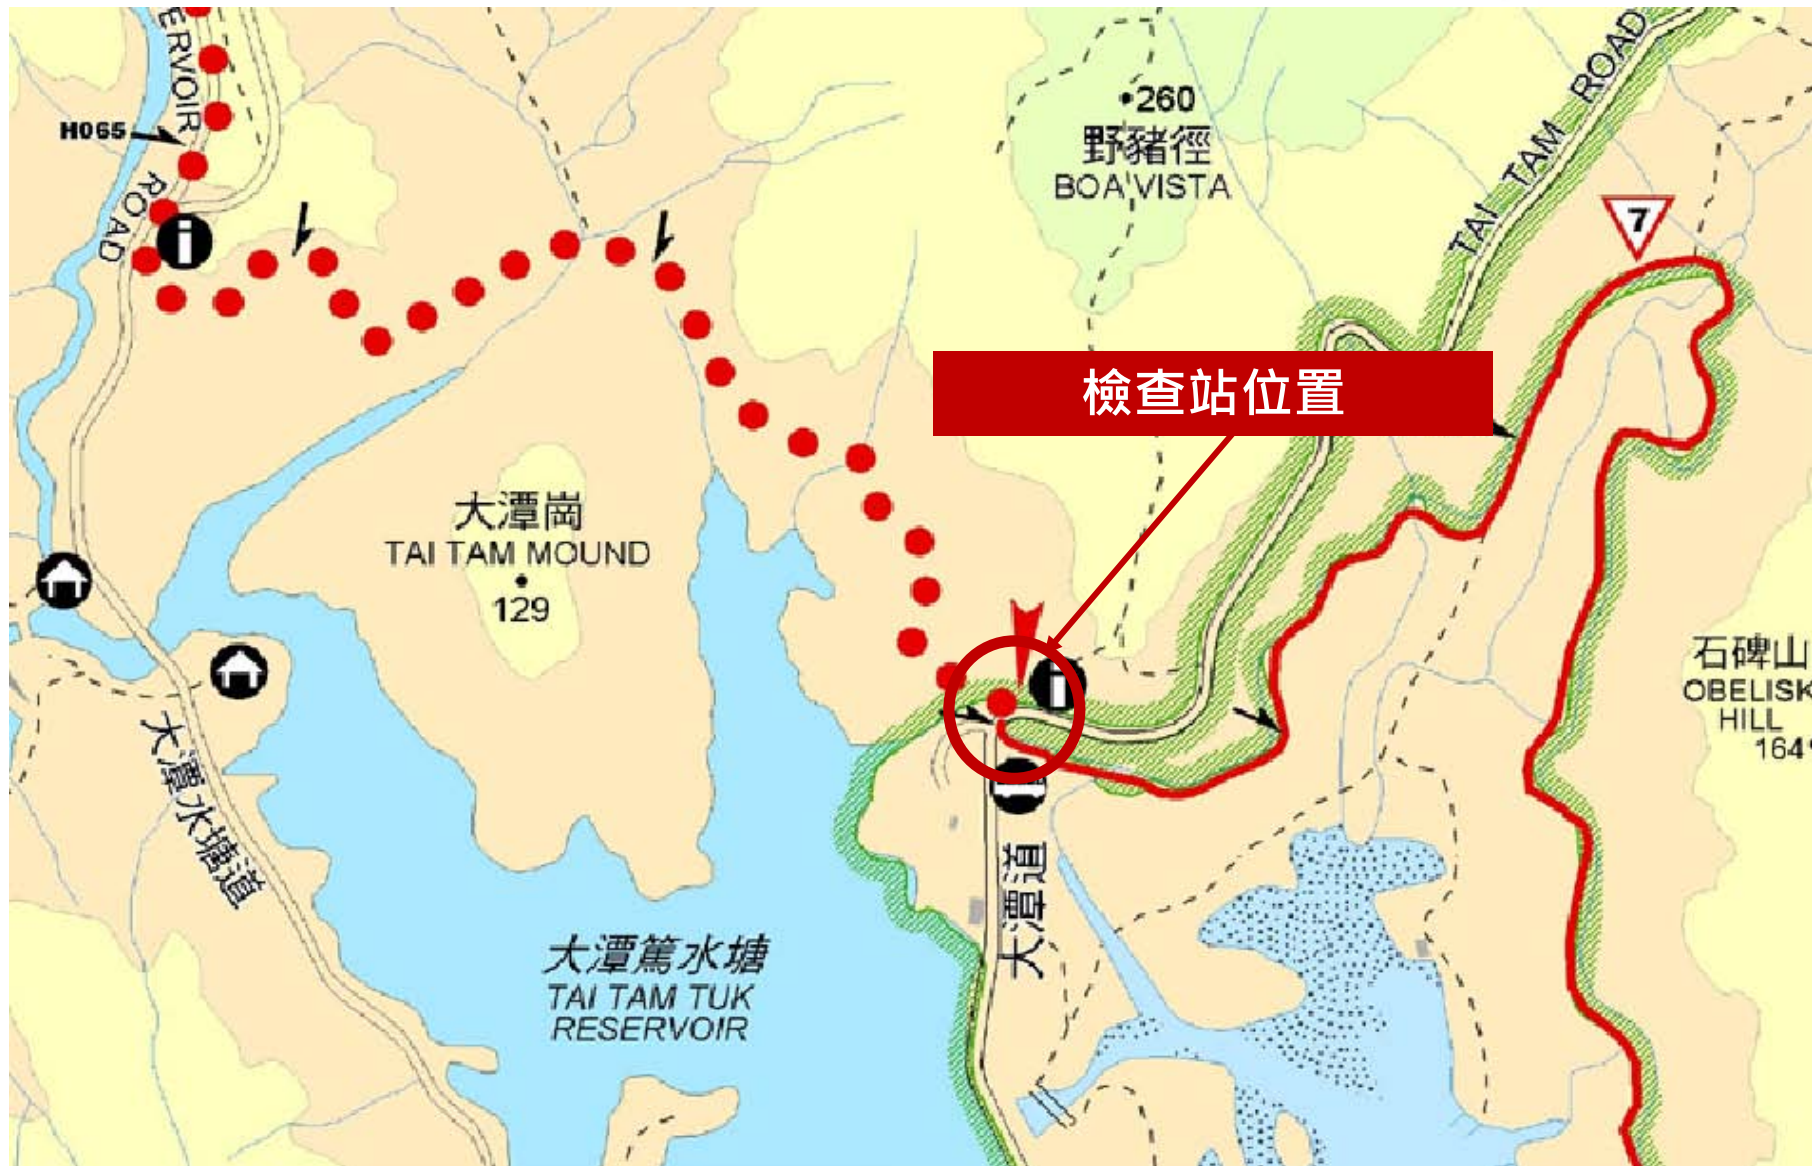 ERVOIR
ROAD
H065
260
野豬徑
BOA VISTA
TAI TAM ROAD
7
檢查站位置
大潭崗
TAI TAM MOUND
129
石碑山
OBELISK
HILL
164
大潭水塘道
大潭道
大潭篤水塘
TAI TAM TUK
RESERVOIR